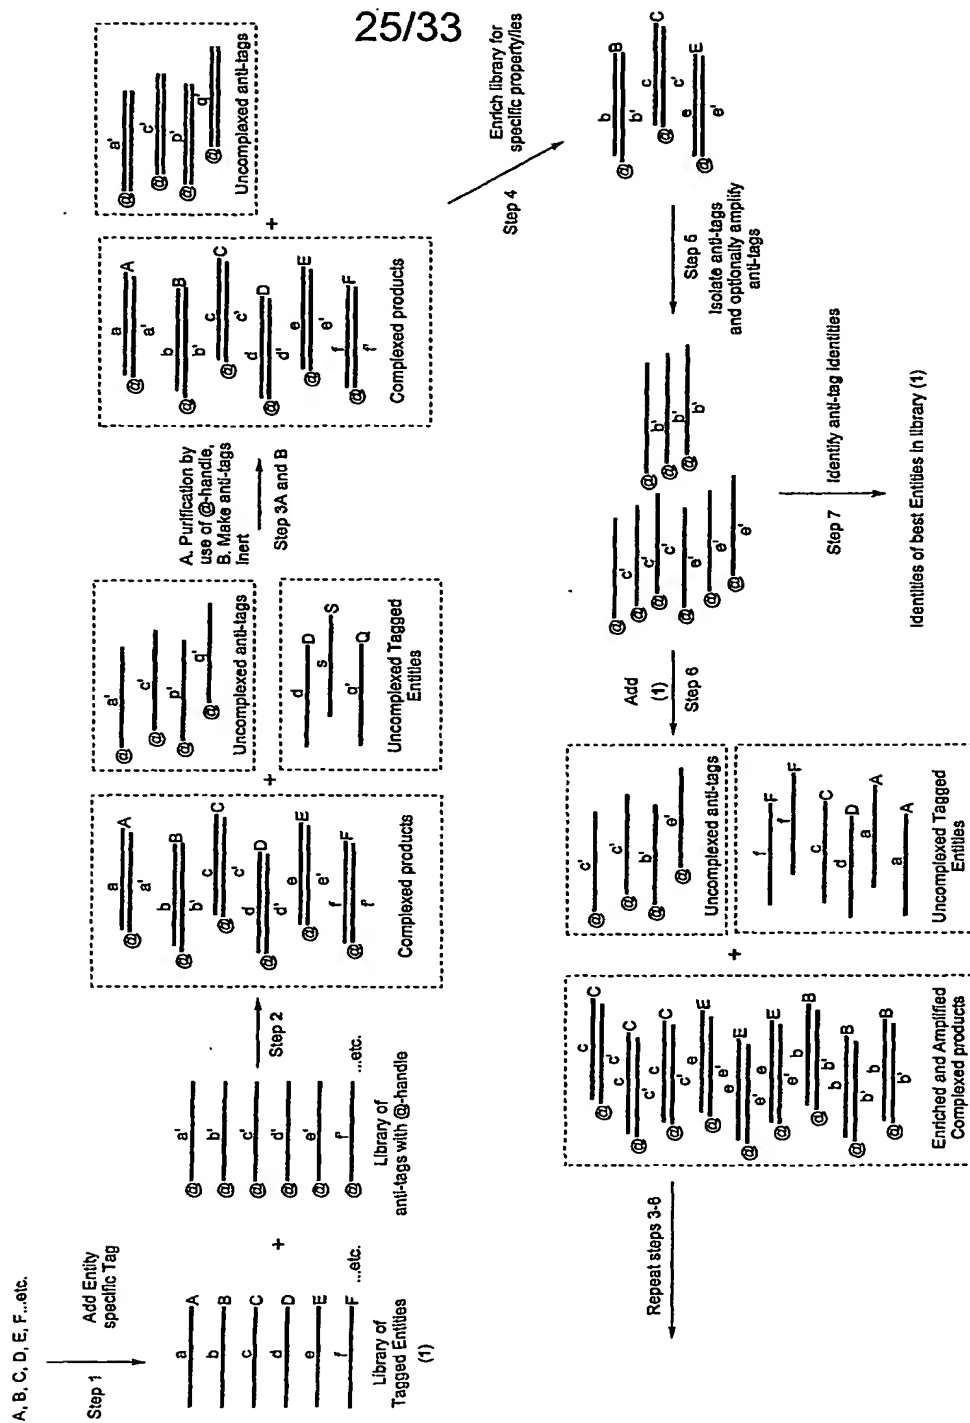 25/33
A, B, C, D, E, F...etc.
Step 1
Add Entity
specific Tag
a A
b B
c C
d D
e E
f F ...etc.
Library of
Tagged Entities
(1)
+
@ a'
@ b'
@ c'
@ d'
@ e'
@ f' ...etc.
Library of
anti-tags with @-handle
Step 2
a A
@ a'
b B
@ b'
c C
@ c'
d D
@ d'
e E
@ e'
f F
@ f'
Complexed products
+
@ a'
@ c'
@ p'
@ q'
Uncomplexed anti-tags
d D
s S
q' Q
Uncomplexed Tagged
Entities
A. Purification by
use of @-handle,
B. Make anti-tags
Inert
Step 3A and B
a A
@ a'
b B
@ b'
c C
@ c'
d D
@ d'
e E
@ e'
f F
@ f'
Complexed products
+
@ a'
@ c'
@ p'
@ q'
Uncomplexed anti-tags
Step 4
Enrich library for
specific property/ies
b B
@ b'
c C
@ c'
e E
@ e'
Step 5
Isolate anti-tags
and optionally amplify
anti-tags
@ c'
@ c'
@ c'
@ e'
@ e'
@ e'
@ b'
@ b'
@ b'
Step 7
Identify anti-tag Identities
Identities of best Entities in library (1)
Add
(1)
Step 6
@ c'
@ c'
@ b'
@ e'
Uncomplexed anti-tags
f F
f F
c C
d D
a A
a A
Uncomplexed Tagged
Entities
+
c C
@ c'
c C
@ c'
c C
@ c'
e E
@ e'
e E
@ e'
e E
@ e'
b B
@ b'
b B
@ b'
b B
@ b'
Enriched and Amplified
Complexed products
Repeat steps 3-6